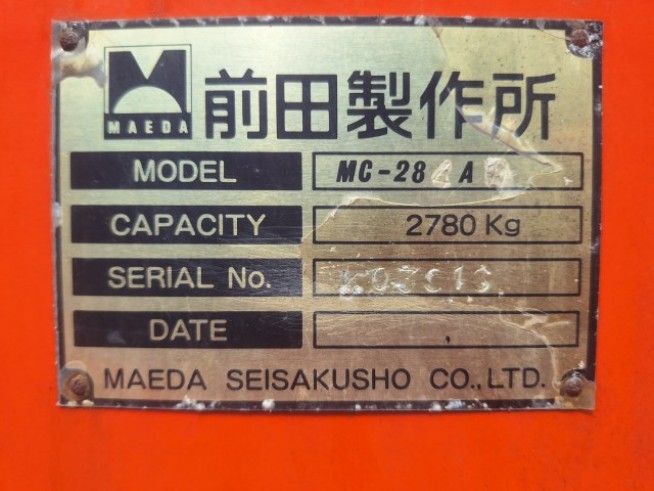 MAEDA 前田製作所
MODEL
CAPACITY 2780 Kg
SERIAL No.
DATE
MAEDA SEISAKUSHO CO.,LTD.